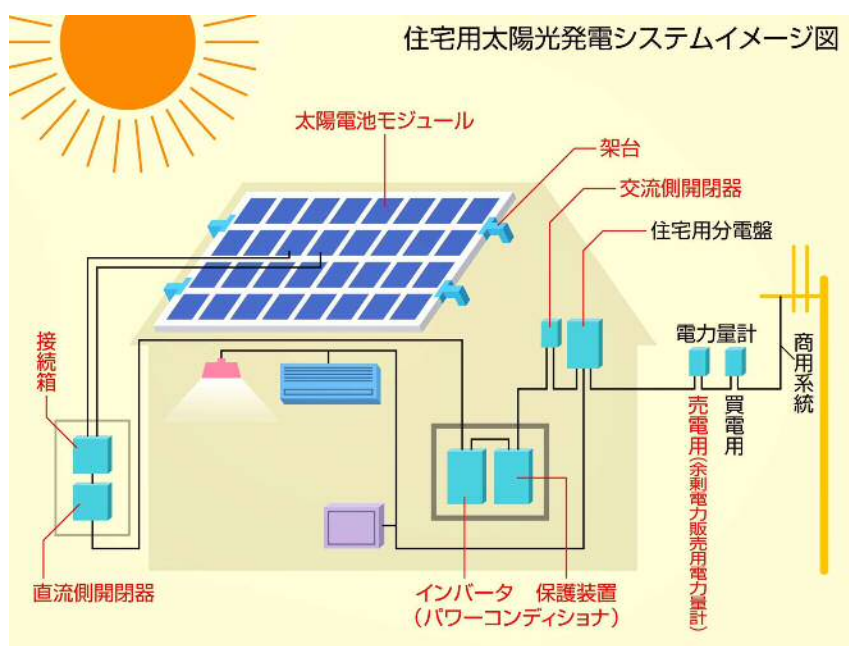 住宅用太陽光発電システムイメージ図
太陽電池モジュール
架台
交流側開閉器
住宅用分電盤
電力量計
商用系統
接続箱
売電用(余剰電力販売用電力量計)
買電用
直流側開閉器
インバータ 保護装置
(パワーコンディショナ)